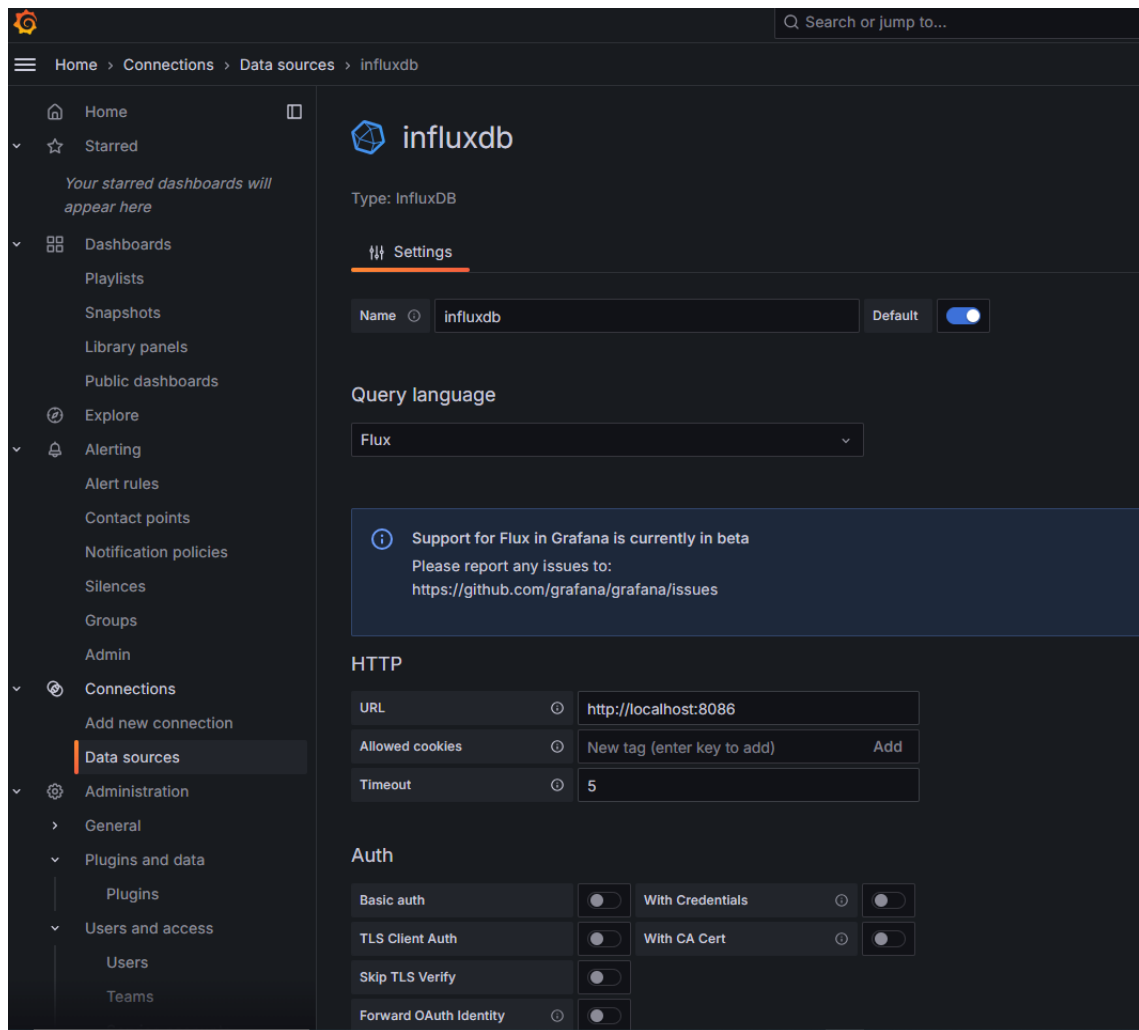 Search or jump to...
Home › Connections › Data sources › influxdb
Home
Starred
Your starred dashboards will
appear here
Dashboards
Playlists
Snapshots
Library panels
Public dashboards
Explore
Alerting
Alert rules
Contact points
Notification policies
Silences
Groups
Admin
Connections
Add new connection
Data sources
Administration
General
Plugins and data
Plugins
Users and access
Users
Teams
influxdb
Type: InfluxDB
Settings
Name influxdb Default
Query language
Flux
Support for Flux in Grafana is currently in beta
Please report any issues to:
https://github.com/grafana/grafana/issues
HTTP
URL http://localhost:8086
Allowed cookies New tag (enter key to add) Add
Timeout 5
Auth
Basic auth With Credentials
TLS Client Auth With CA Cert
Skip TLS Verify
Forward OAuth Identity